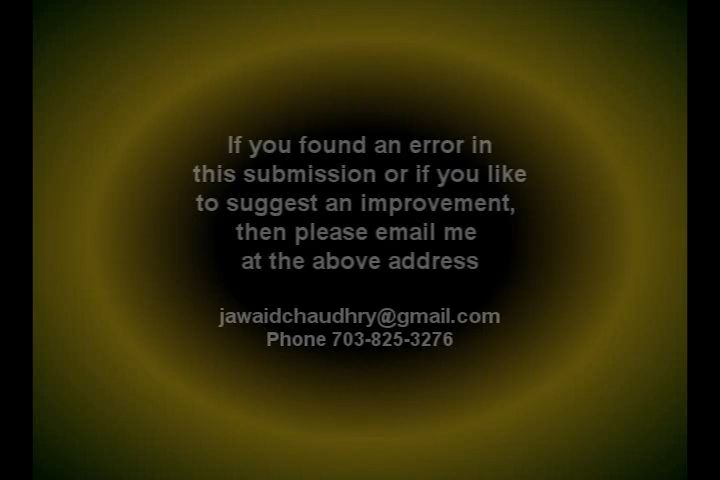 If you found an error in
this submission or if you like
to suggest an improvement,
then please email me
at the above address
jawaidchaudhry@gmail.com
Phone 703-825-3276